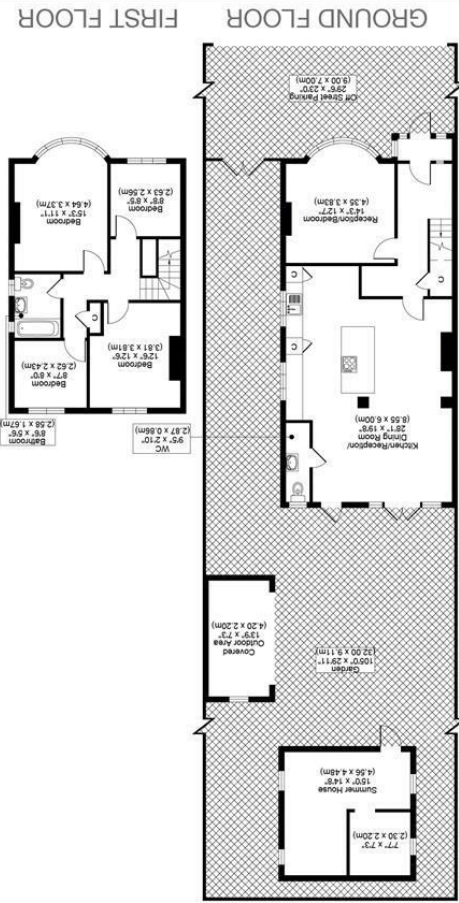 GROUND FLOOR
Summer House
15'0" x 14'8"
(4.56 x 4.48m)
7'7" x 7'3"
(2.30 x 2.20m)
Garden
105'0" x 29'11"
(32.00 x 9.11m)
Covered
Outdoor Area
13'9" x 7'3"
(4.20 x 2.20m)
Kitchen/Reception/
Dining Room
28'1" x 19'8"
(8.55 x 6.00m)
WC
9'5" x 2'10"
(2.87 x 0.86m)
C
C
C
Reception/Bedroom
14'3" x 12'7"
(4.35 x 3.83m)
Off Street Parking
29'6" x 23'0"
(9.00 x 7.00m)
FIRST FLOOR
Bathroom
8'6" x 5'6"
(2.58 x 1.67m)
Bedroom
8'7" x 8'0"
(2.62 x 2.43m)
Bedroom
12'6" x 12'6"
(3.81 x 3.81m)
C
Bedroom
8'8" x 8'5"
(2.63 x 2.56m)
Bedroom
15'3" x 11'1"
(4.64 x 3.37m)